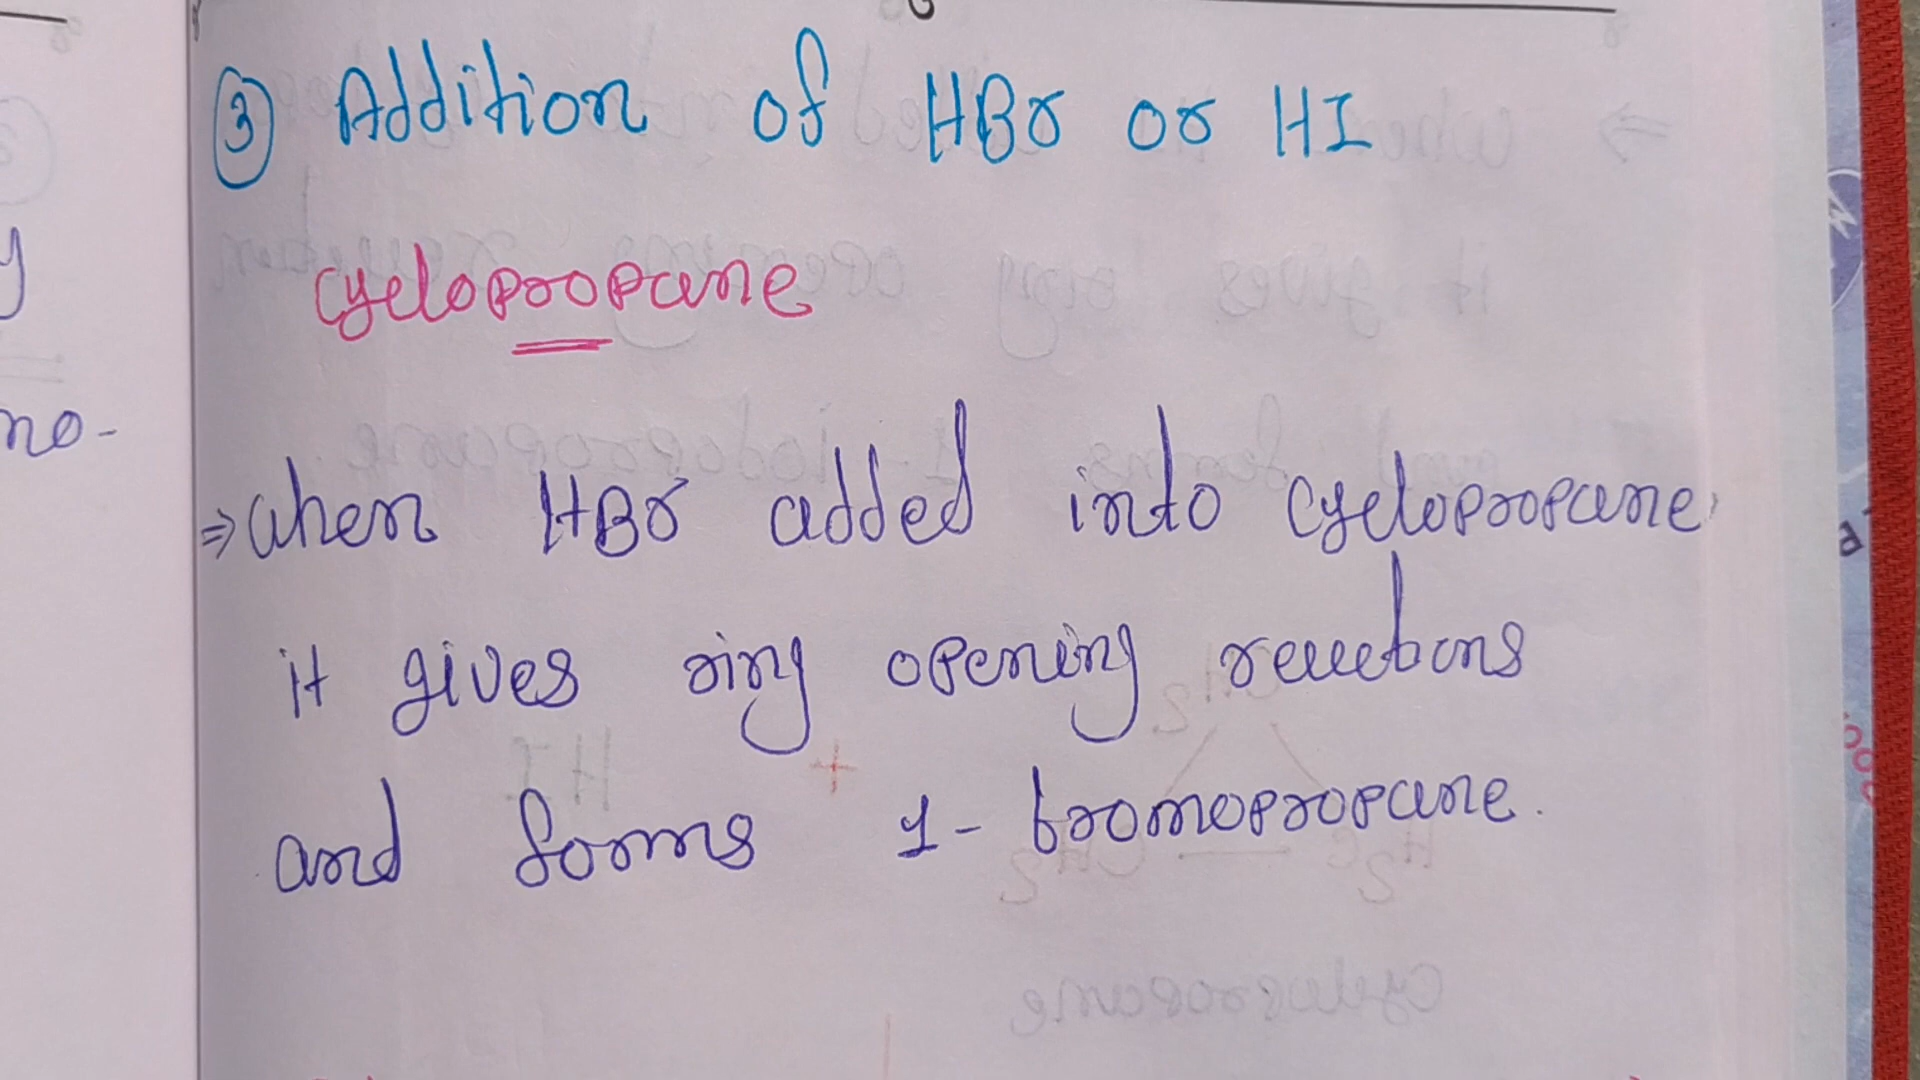 ③ Addition of HBr or HI
cyclopropane
⇒ when HBr added into cyclopropane
it gives ring opening reactions
and forms 1- bromopropane.
no-